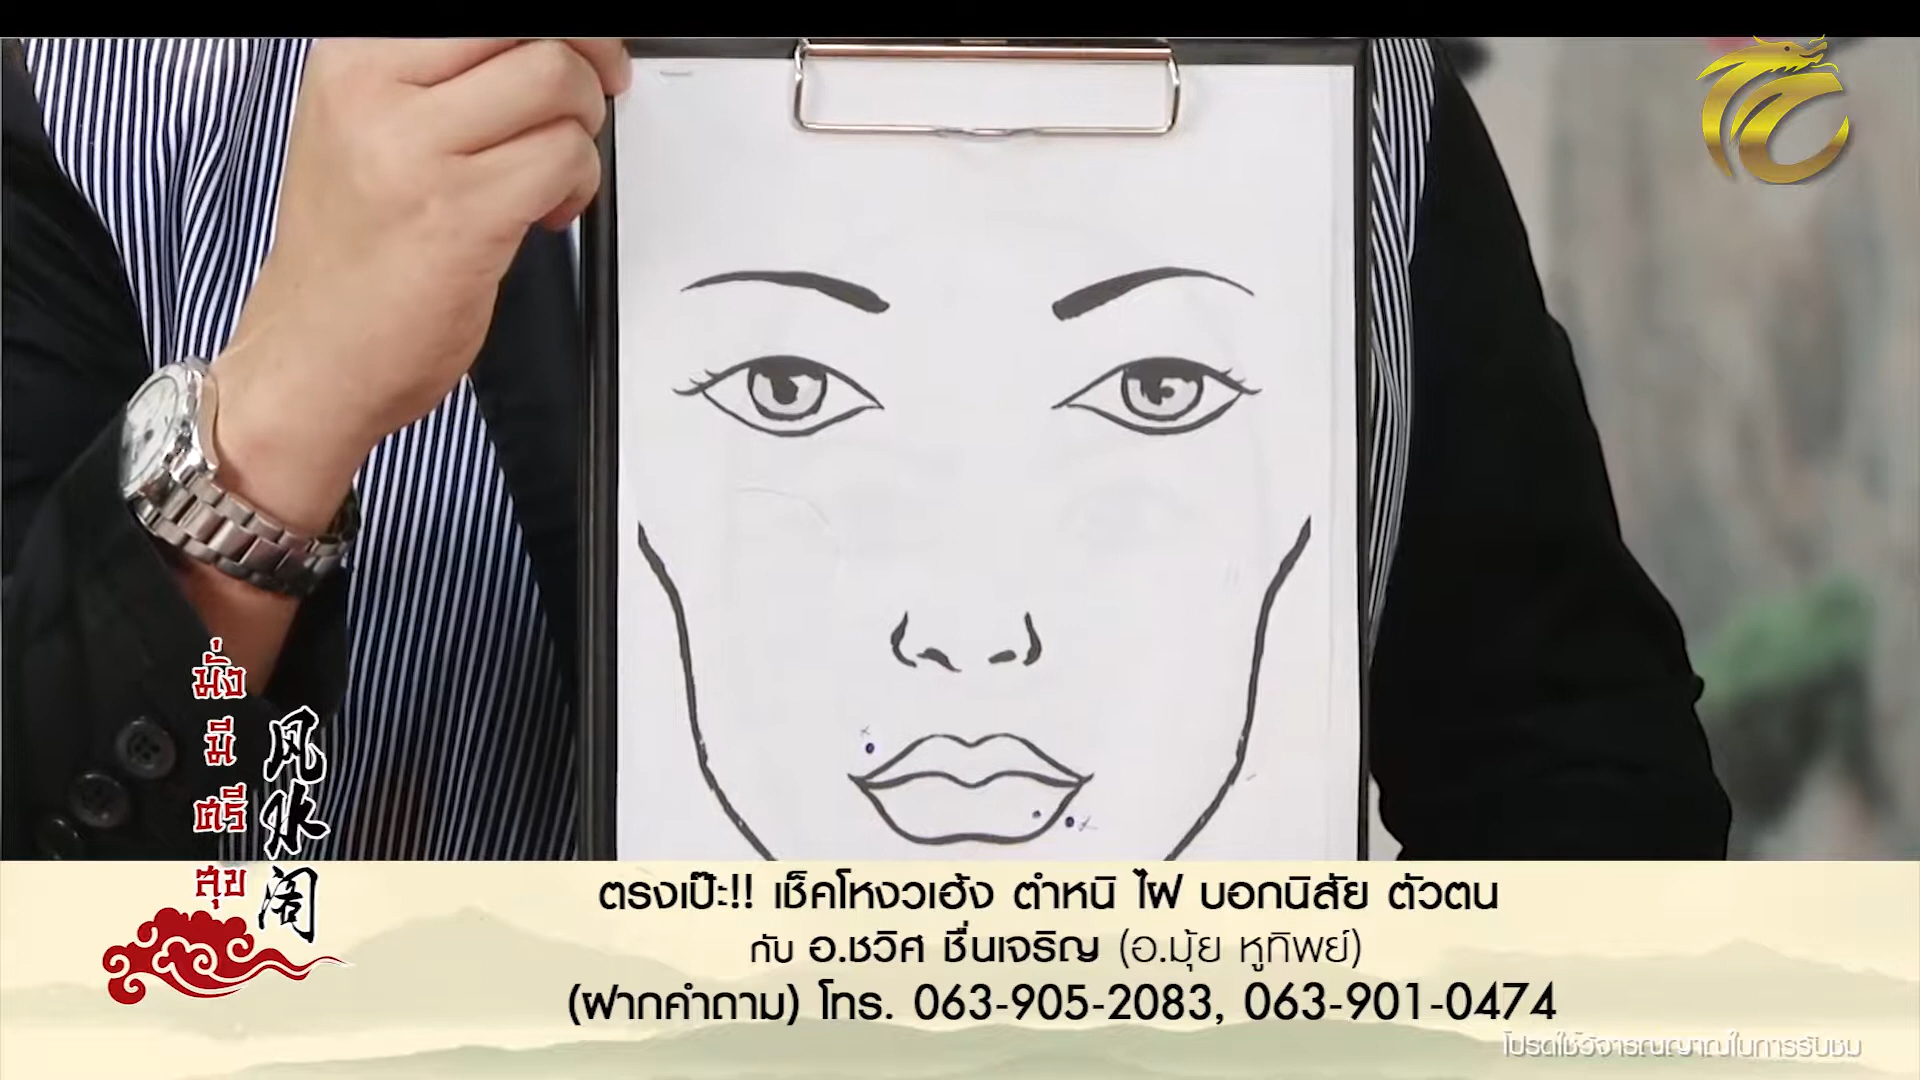 มั่ง
มี
ศรี
สุข
风水阁
ตรงเป๊ะ!! เช็คโหงวเฮ้ง ตำหนิ ไฝ บอกนิสัย ตัวตน
กับ อ.ชวิศ ชื่นเจริญ (อ.มุ้ย หูทิพย์)
(ฝากคำถาม) โทร. 063-905-2083, 063-901-0474
โปรดใช้วิจารณญาณในการรับชม